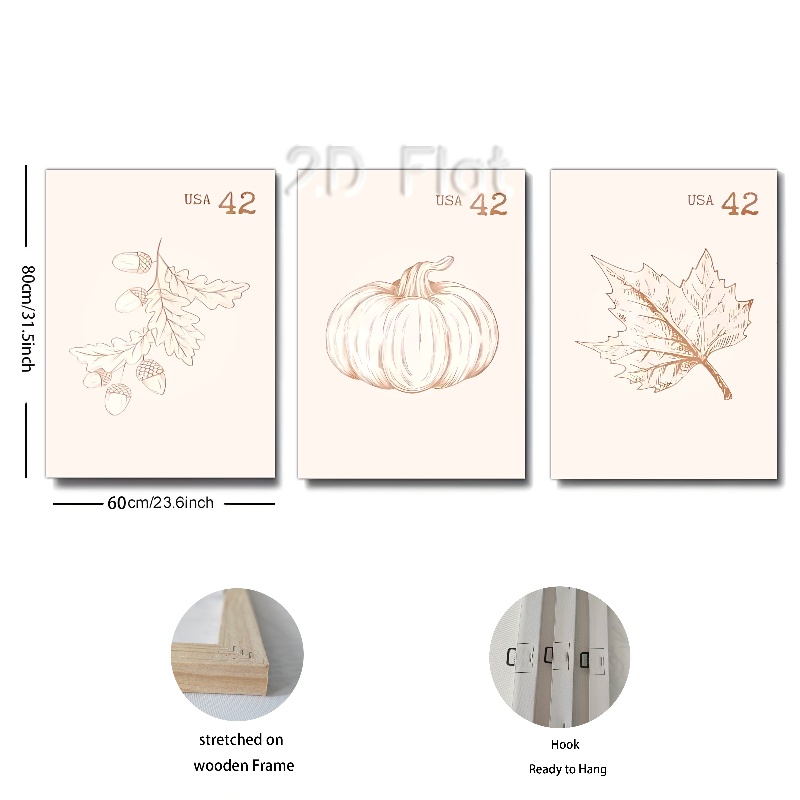 2D Flat
USA 42
USA 42
USA 42
80cm/31.5inch
60cm/23.6inch
stretched on
wooden Frame
Hook
Ready to Hang